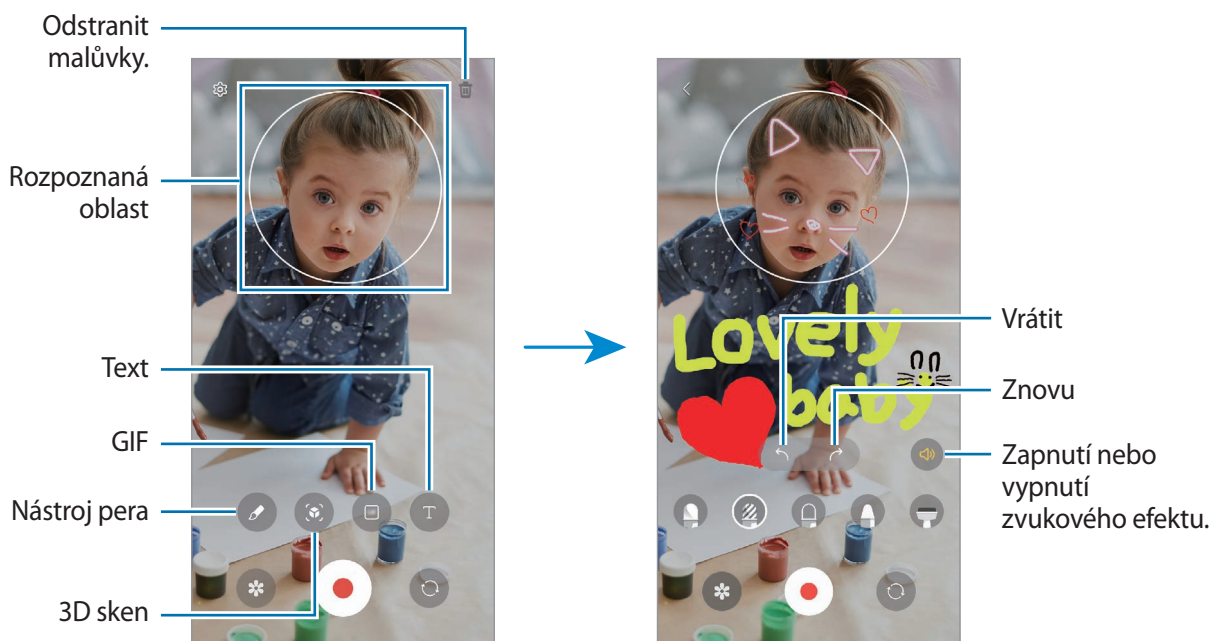 Odstranit
malůvky.
Rozpoznaná
oblast
Text
GIF
Nástroj pera
3D sken
T
Lovely
baby
Vrátit
Znovu
Zapnutí nebo
vypnutí
zvukového efektu.